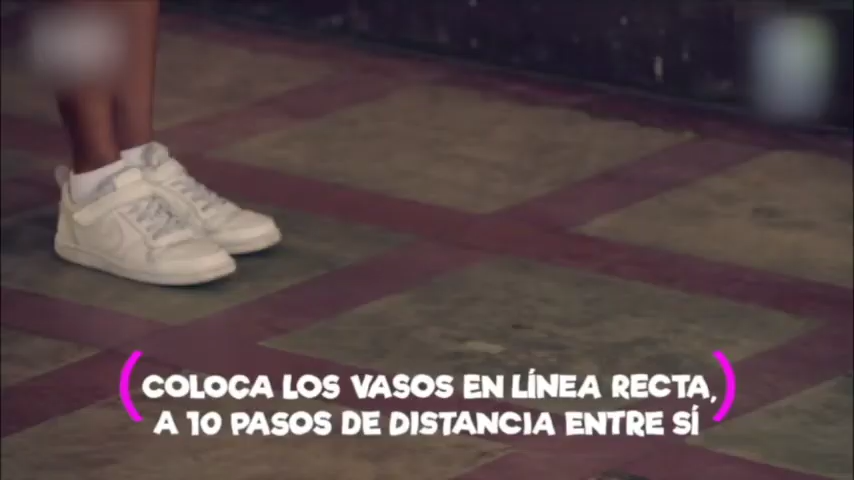 COLOCA LOS VASOS EN LÍNEA RECTA,
A 10 PASOS DE DISTANCIA ENTRE SÍ